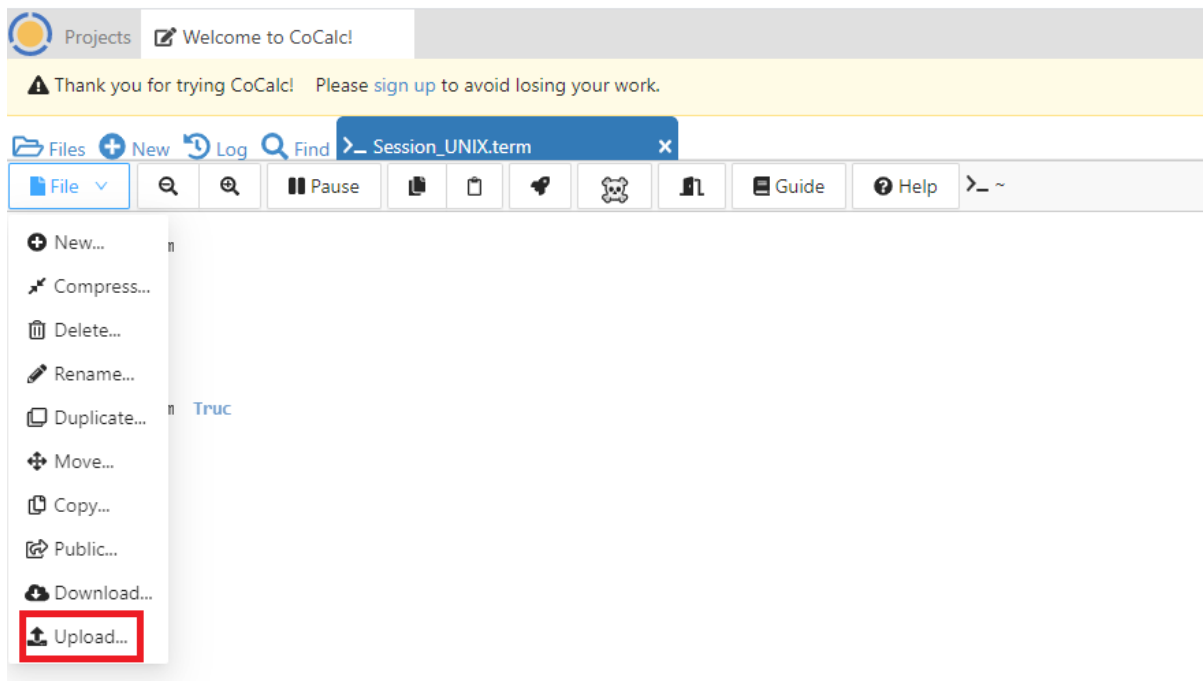 Projects Welcome to CoCalc!
Thank you for trying CoCalc! Please sign up to avoid losing your work.
Files New Log Find Session_UNIX.term
File Pause Guide Help ~
New...
Compress...
Delete...
Rename...
Duplicate...
Truc
Move...
Copy...
Public...
Download...
Upload...